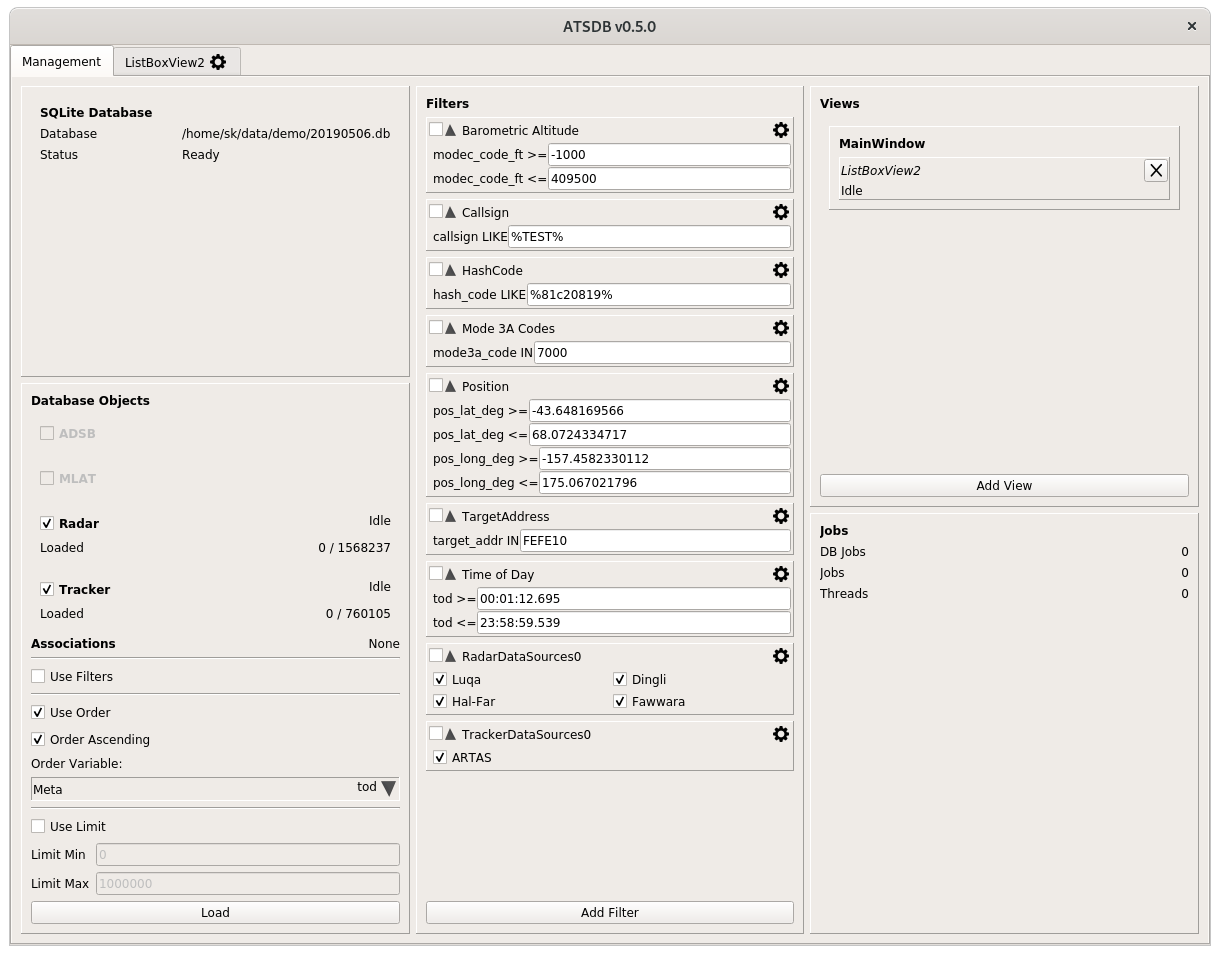 ATSDB v0.5.0
Management
ListBoxView2
SQLite Database
Database /home/sk/data/demo/20190506.db
Status Ready
Database Objects
ADSB
MLAT
Radar Idle
Loaded 0 / 1568237
Tracker Idle
Loaded 0 / 760105
Associations None
Use Filters
Use Order
Order Ascending
Order Variable:
Meta tod
Use Limit
Limit Min 0
Limit Max 1000000
Load
Filters
Barometric Altitude
modec_code_ft >= -1000
modec_code_ft <= 409500
Callsign
callsign LIKE %TEST%
HashCode
hash_code LIKE %81c20819%
Mode 3A Codes
mode3a_code IN 7000
Position
pos_lat_deg >= -43.648169566
pos_lat_deg <= 68.0724334717
pos_long_deg >= -157.4582330112
pos_long_deg <= 175.067021796
TargetAddress
target_addr IN FEFE10
Time of Day
tod >= 00:01:12.695
tod <= 23:58:59.539
RadarDataSources0
Luqa Dingli
Hal-Far Fawwara
TrackerDataSources0
ARTAS
Add Filter
Views
MainWindow
ListBoxView2
Idle
Add View
Jobs
DB Jobs 0
Jobs 0
Threads 0